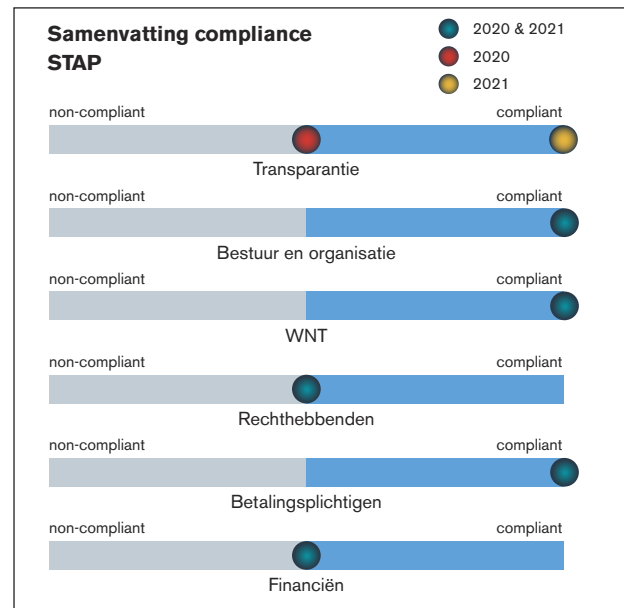 Samenvatting compliance
STAP
2020 & 2021
2020
2021
non-compliant compliant
Transparantie
non-compliant compliant
Bestuur en organisatie
non-compliant compliant
WNT
non-compliant compliant
Rechthebbenden
non-compliant compliant
Betalingsplichtigen
non-compliant compliant
Financiën